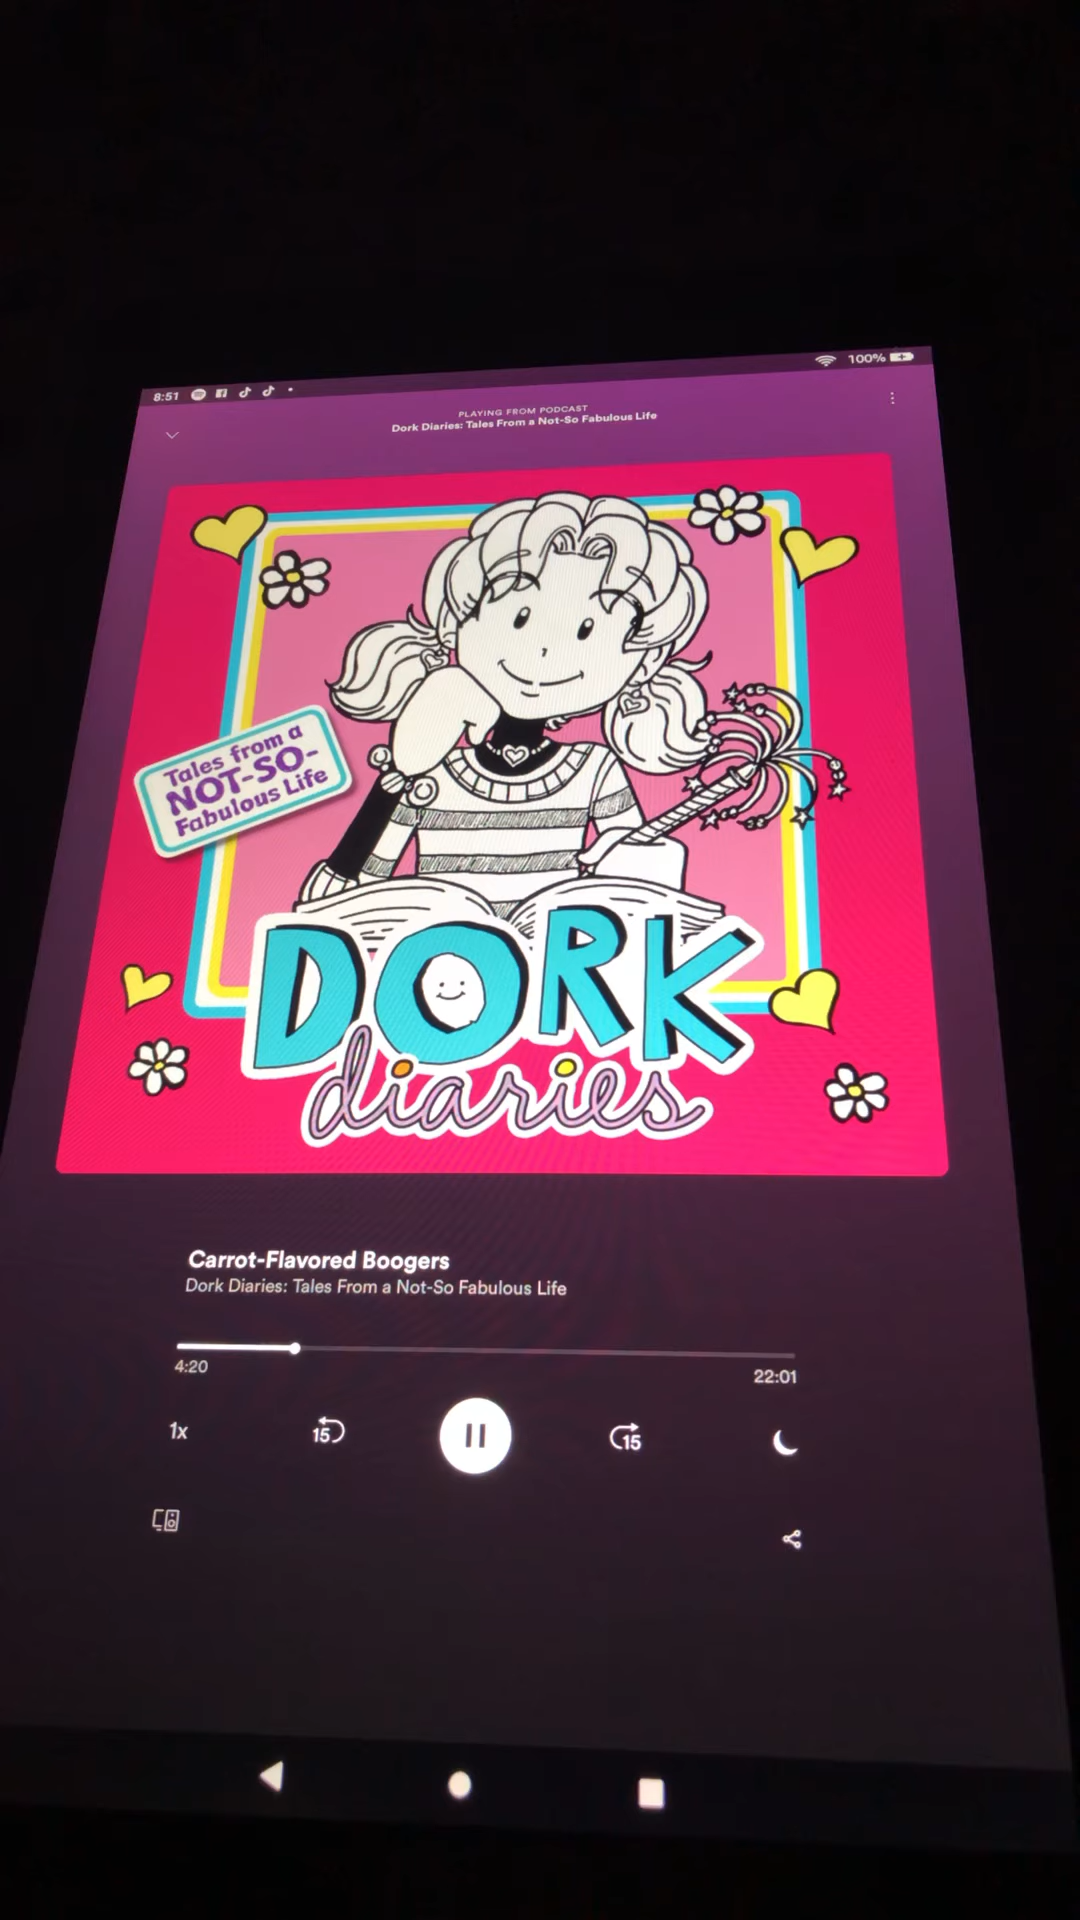 8:51
100%
PLAYING FROM PODCAST
Dork Diaries: Tales From a Not-So Fabulous Life
Tales from a
NOT-SO-
Fabulous Life
DORK
diaries
Carrot-Flavored Boogers
Dork Diaries: Tales From a Not-So Fabulous Life
4:20
22:01
1x
15
15